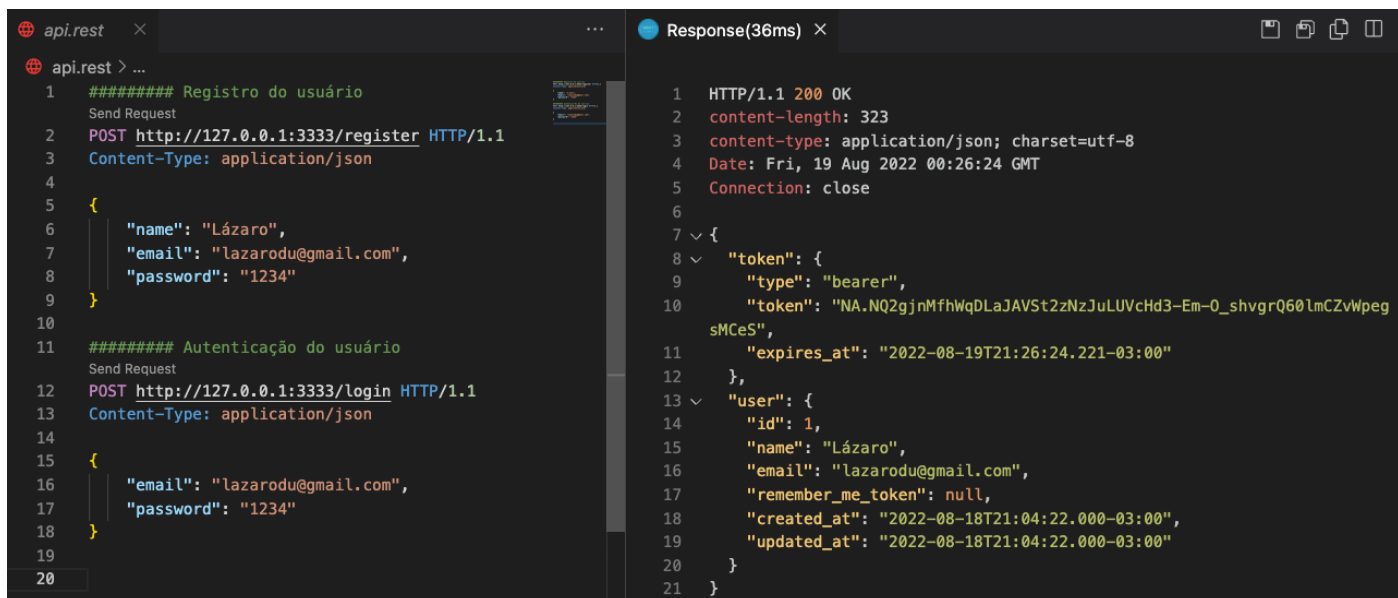 api.rest
api.rest > ...
1 ######### Registro do usuário
Send Request
2 POST http://127.0.0.1:3333/register HTTP/1.1
3 Content-Type: application/json
4
5 {
6 "name": "Lázaro",
7 "email": "lazarodu@gmail.com",
8 "password": "1234"
9 }
10
11 ######### Autenticação do usuário
Send Request
12 POST http://127.0.0.1:3333/login HTTP/1.1
13 Content-Type: application/json
14
15 {
16 "email": "lazarodu@gmail.com",
17 "password": "1234"
18 }
19
20
Response(36ms)
1 HTTP/1.1 200 OK
2 content-length: 323
3 content-type: application/json; charset=utf-8
4 Date: Fri, 19 Aug 2022 00:26:24 GMT
5 Connection: close
6
7 {
8 "token": {
9 "type": "bearer",
10 "token": "NA.NQ2gjnMfhWqDLaJAVSt2zNzJuLUVcHd3-Em-O_shvgrQ60lmCZvWpeg
sMCeS",
11 "expires_at": "2022-08-19T21:26:24.221-03:00"
12 },
13 "user": {
14 "id": 1,
15 "name": "Lázaro",
16 "email": "lazarodu@gmail.com",
17 "remember_me_token": null,
18 "created_at": "2022-08-18T21:04:22.000-03:00",
19 "updated_at": "2022-08-18T21:04:22.000-03:00"
20 }
21 }